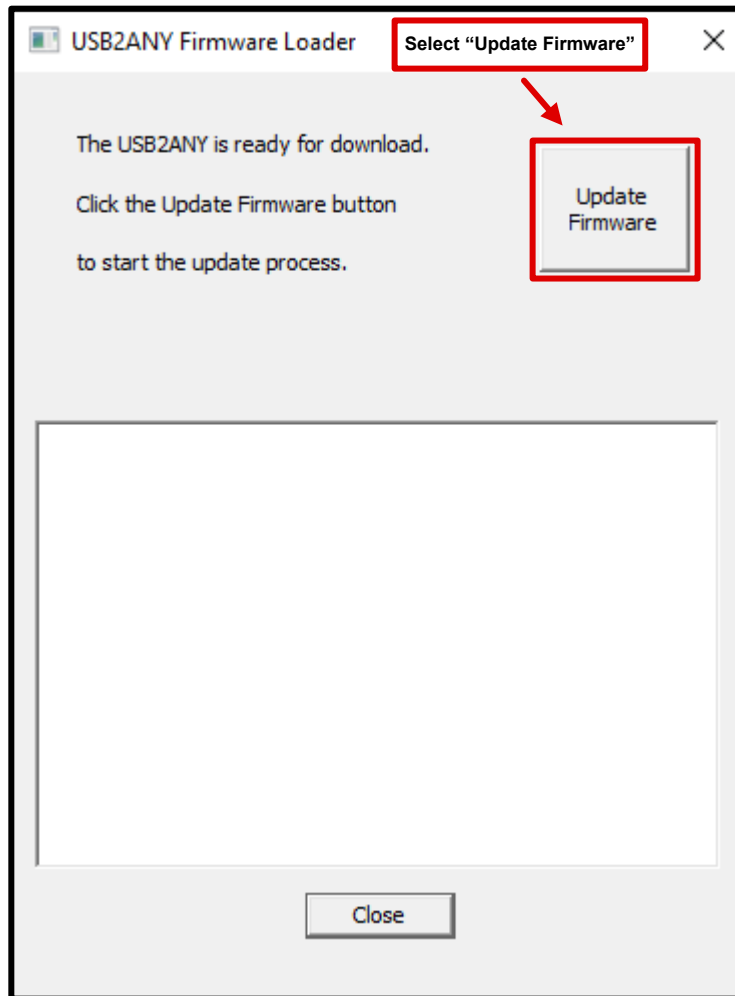 USB2ANY Firmware Loader
Select “Update Firmware”
The USB2ANY is ready for download.
Click the Update Firmware button
to start the update process.
Update
Firmware
Close